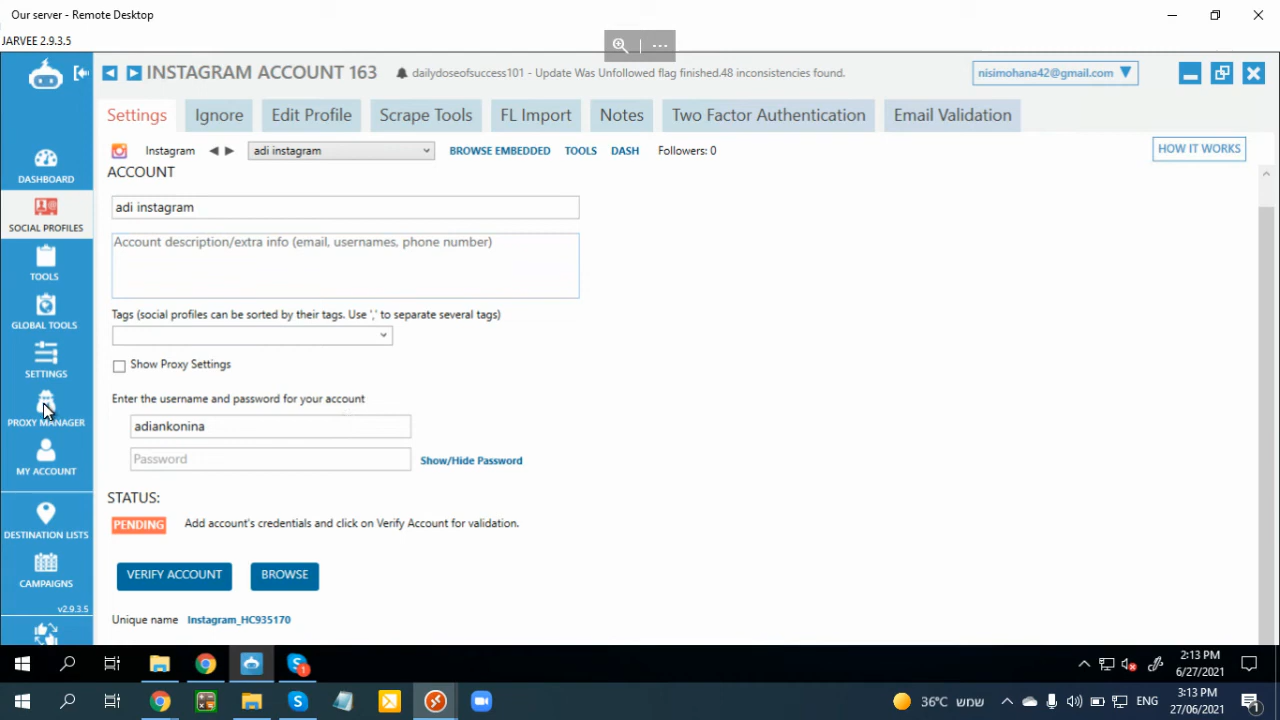 Our server - Remote Desktop
JARVEE 2.9.3.5
INSTAGRAM ACCOUNT 163
dailydoseofsuccess101 - Update Was Unfollowed flag finished.48 inconsistencies found.
nisimohana42@gmail.com
Settings Ignore Edit Profile Scrape Tools FL Import Notes Two Factor Authentication Email Validation
Instagram adi instagram BROWSE EMBEDDED TOOLS DASH Followers: 0 HOW IT WORKS
DASHBOARD
SOCIAL PROFILES
TOOLS
GLOBAL TOOLS
SETTINGS
PROXY MANAGER
MY ACCOUNT
DESTINATION LISTS
CAMPAIGNS
v2.9.3.5
ACCOUNT
adi instagram
Account description/extra info (email, usernames, phone number)
Tags (social profiles can be sorted by their tags. Use ',' to separate several tags)
Show Proxy Settings
Enter the username and password for your account
adiankonina
Password Show/Hide Password
STATUS:
PENDING Add account's credentials and click on Verify Account for validation.
VERIFY ACCOUNT BROWSE
Unique name Instagram_HC935170
2:13 PM
6/27/2021
36°C שמש ENG
3:13 PM
27/06/2021